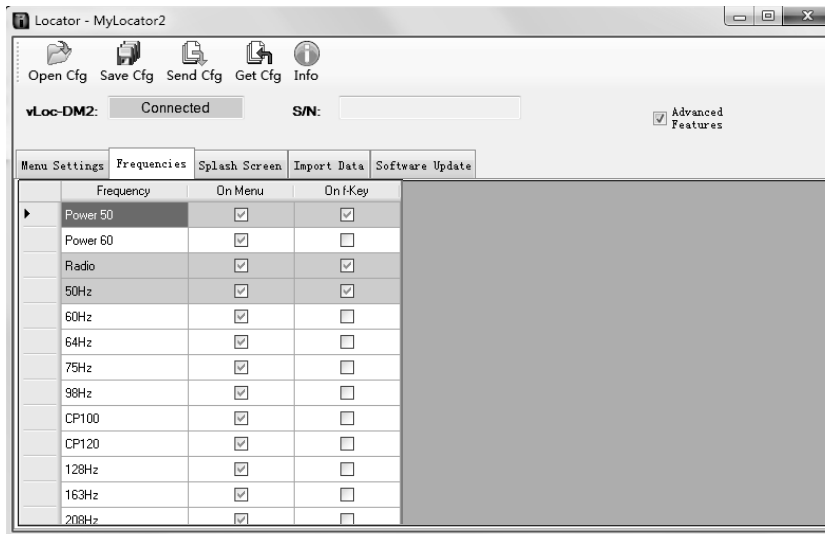 Locator - MyLocator2
Open Cfg Save Cfg Send Cfg Get Cfg Info
vLoc-DM2: Connected S/N: Advanced Features
Menu Settings Frequencies Splash Screen Import Data Software Update
Frequency On Menu On f-Key
Power 50
Power 60
Radio
50Hz
60Hz
64Hz
75Hz
98Hz
CP100
CP120
128Hz
163Hz
208Hz